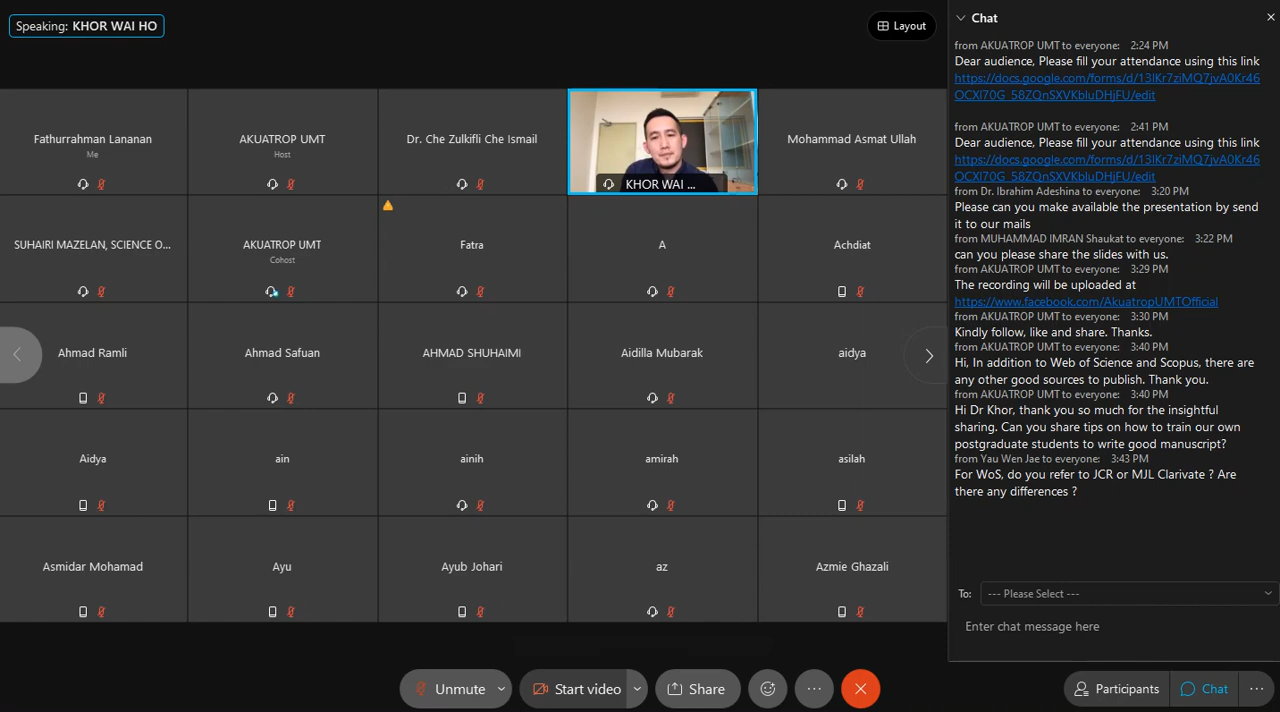 Speaking: KHOR WAI HO
Layout
Fathurrahman Lananan
Me
AKUATROP UMT
Host
Dr. Che Zulkifli Che Ismail
KHOR WAI ...
Mohammad Asmat Ullah
SUHAIRI MAZELAN, SCIENCE O...
AKUATROP UMT
Cohost
Fatra
A
Achdiat
Ahmad Ramli
Ahmad Safuan
AHMAD SHUHAIMI
Aidilla Mubarak
aidya
Aidya
ain
ainih
amirah
asilah
Asmidar Mohamad
Ayu
Ayub Johari
az
Azmie Ghazali
Unmute
Start video
Share
Chat
from AKUATROP UMT to everyone: 2:24 PM
Dear audience, Please fill your attendance using this link
https://docs.google.com/forms/d/13IKr7ziMQ7jvA0Kr46
OCXl70G_58ZQnSXVKbluDHjFU/edit
from AKUATROP UMT to everyone: 2:41 PM
Dear audience, Please fill your attendance using this link
https://docs.google.com/forms/d/13IKr7ziMQ7jvA0Kr46
OCXl70G_58ZQnSXVKbluDHjFU/edit
from Dr. Ibrahim Adeshina to everyone: 3:20 PM
Please can you make available the presentation by send
it to our mails
from MUHAMMAD IMRAN Shaukat to everyone: 3:22 PM
can you please share the slides with us.
from AKUATROP UMT to everyone: 3:29 PM
The recording will be uploaded at
https://www.facebook.com/AkuatropUMTOfficial
from AKUATROP UMT to everyone: 3:30 PM
Kindly follow, like and share. Thanks.
from AKUATROP UMT to everyone: 3:40 PM
Hi, In addition to Web of Science and Scopus, there are
any other good sources to publish. Thank you.
from AKUATROP UMT to everyone: 3:40 PM
Hi Dr Khor, thank you so much for the insightful
sharing. Can you share tips on how to train our own
postgraduate students to write good manuscript?
from Yau Wen Jae to everyone: 3:43 PM
For WoS, do you refer to JCR or MJL Clarivate ? Are
there any differences ?
To: --- Please Select ---
Enter chat message here
Participants
Chat